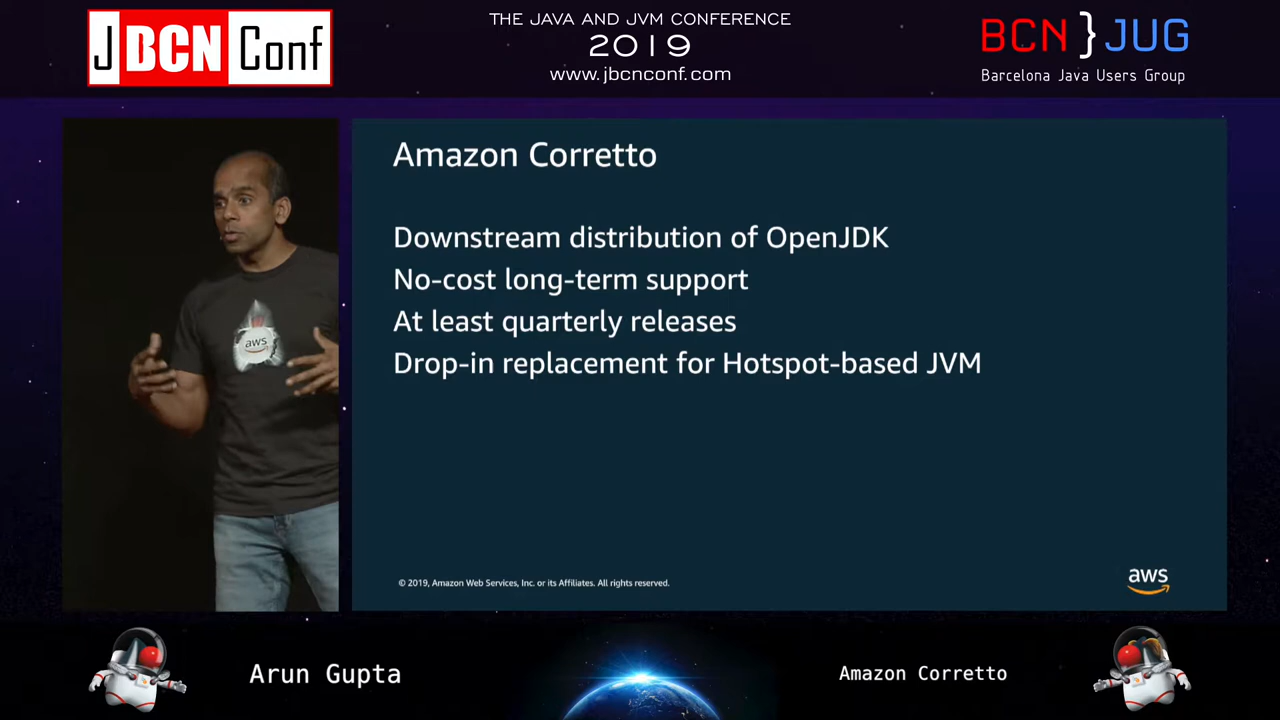 JBCNConf
THE JAVA AND JVM CONFERENCE
2019
www.jbcnconf.com
BCN}JUG
Barcelona Java Users Group
Amazon Corretto
Downstream distribution of OpenJDK
No-cost long-term support
At least quarterly releases
Drop-in replacement for Hotspot-based JVM
aws
© 2019, Amazon Web Services, Inc. or its Affiliates. All rights reserved.
aws
Arun Gupta
Amazon Corretto